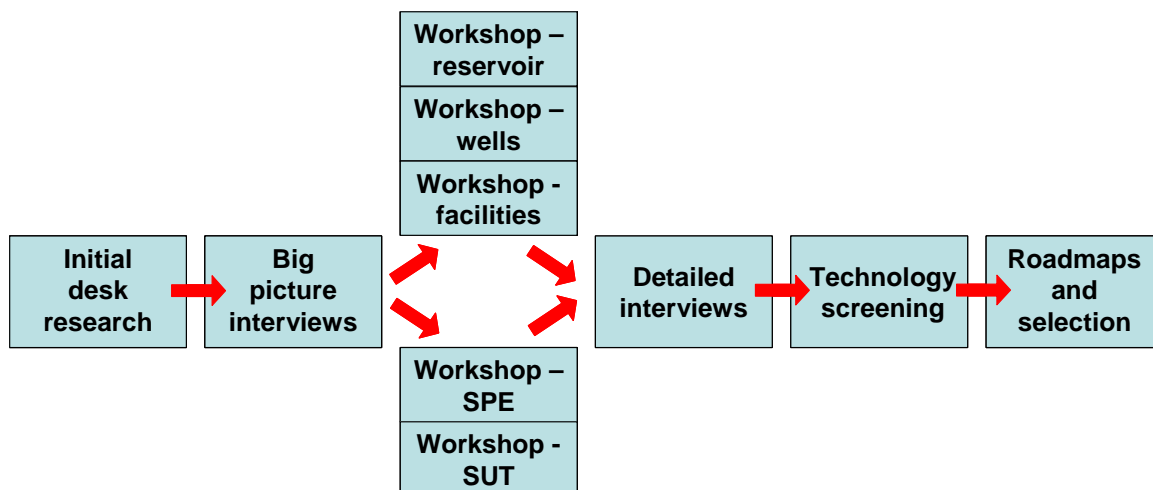 Initial
desk
research
Big
picture
interviews
Workshop –
reservoir
Workshop –
wells
Workshop -
facilities
Workshop –
SPE
Workshop -
SUT
Detailed
interviews
Technology
screening
Roadmaps
and
selection